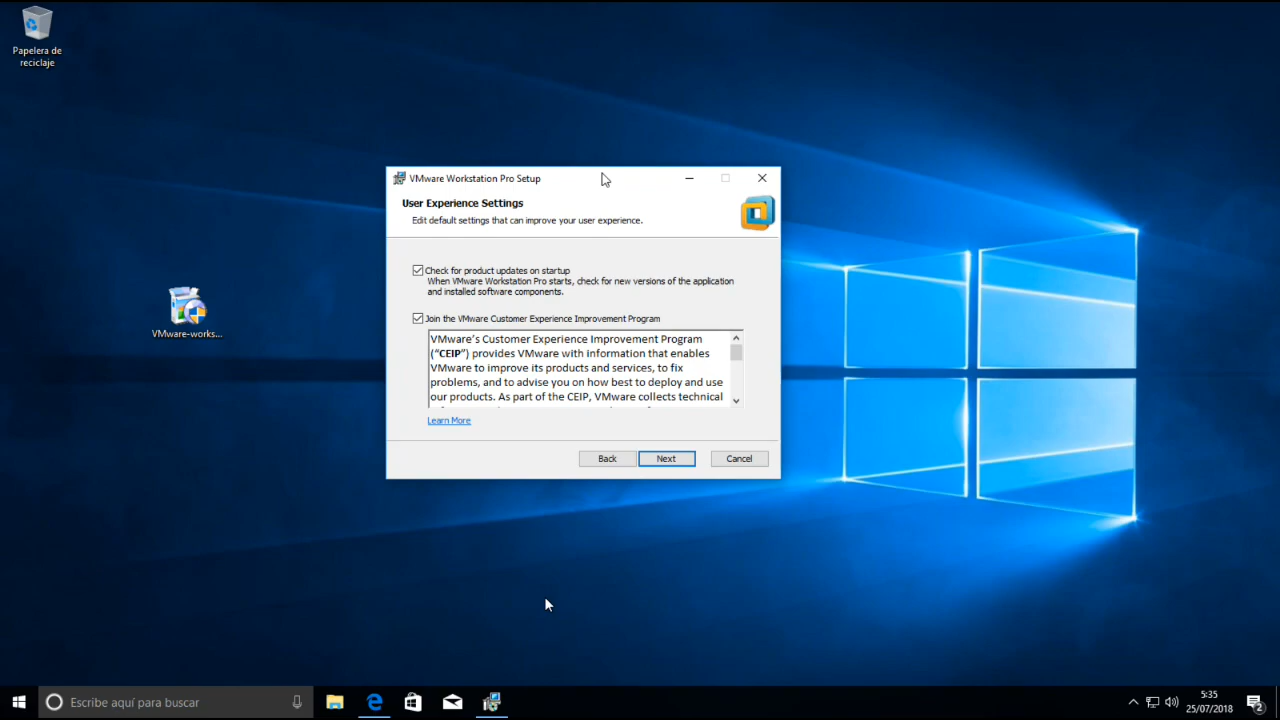 Papelera de
reciclaje
VMware-works...
VMware Workstation Pro Setup
User Experience Settings
Edit default settings that can improve your user experience.
Check for product updates on startup
When VMware Workstation Pro starts, check for new versions of the application
and installed software components.
Join the VMware Customer Experience Improvement Program
VMware's Customer Experience Improvement Program
("CEIP") provides VMware with information that enables
VMware to improve its products and services, to fix
problems, and to advise you on how best to deploy and use
our products. As part of the CEIP, VMware collects technical
Learn More
Back
Next
Cancel
Escribe aquí para buscar
5:35
25/07/2018
2